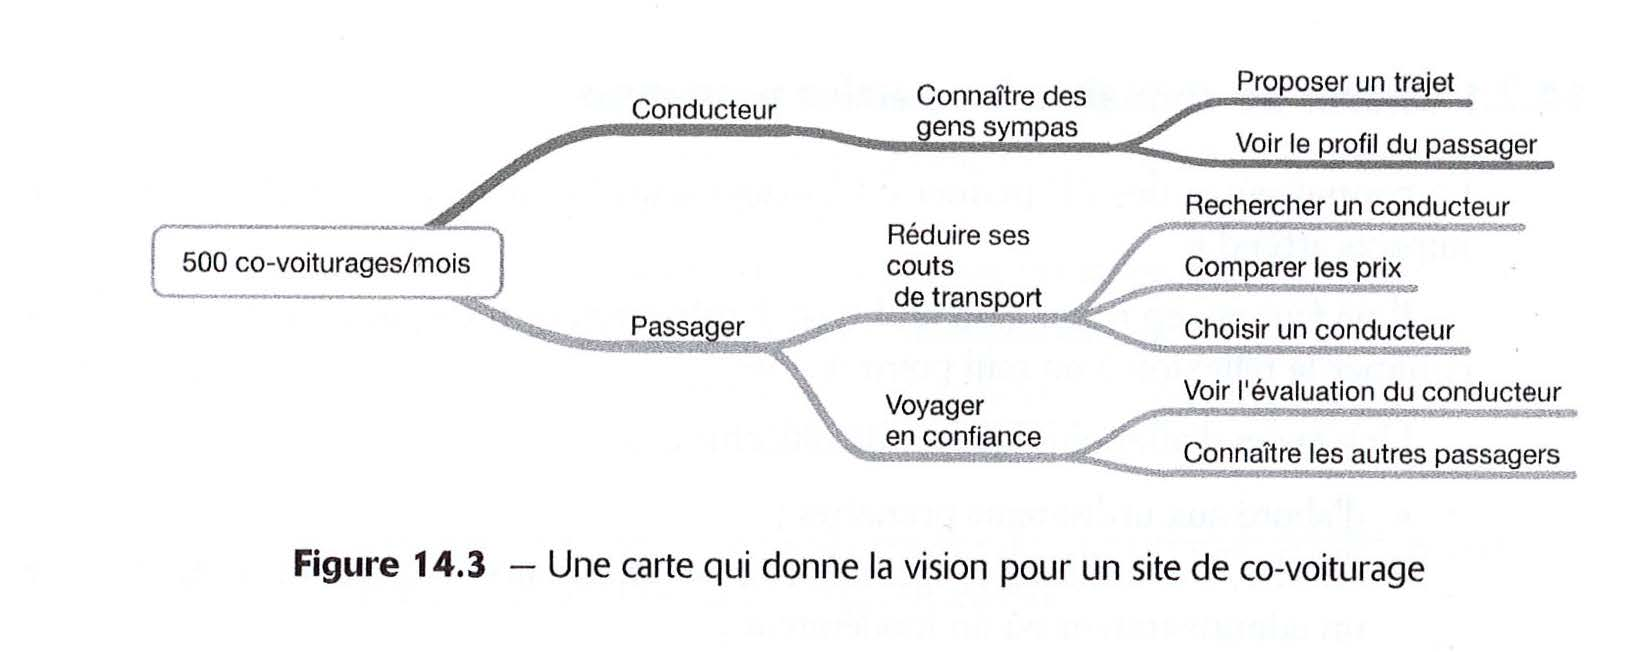 Conducteur
Connaître des
gens sympas
Proposer un trajet
Voir le profil du passager
500 co-voiturages/mois
Passager
Réduire ses
couts
de transport
Rechercher un conducteur
Comparer les prix
Choisir un conducteur
Voyager
en confiance
Voir l'évaluation du conducteur
Connaître les autres passagers
Figure 14.3 — Une carte qui donne la vision pour un site de co-voiturage